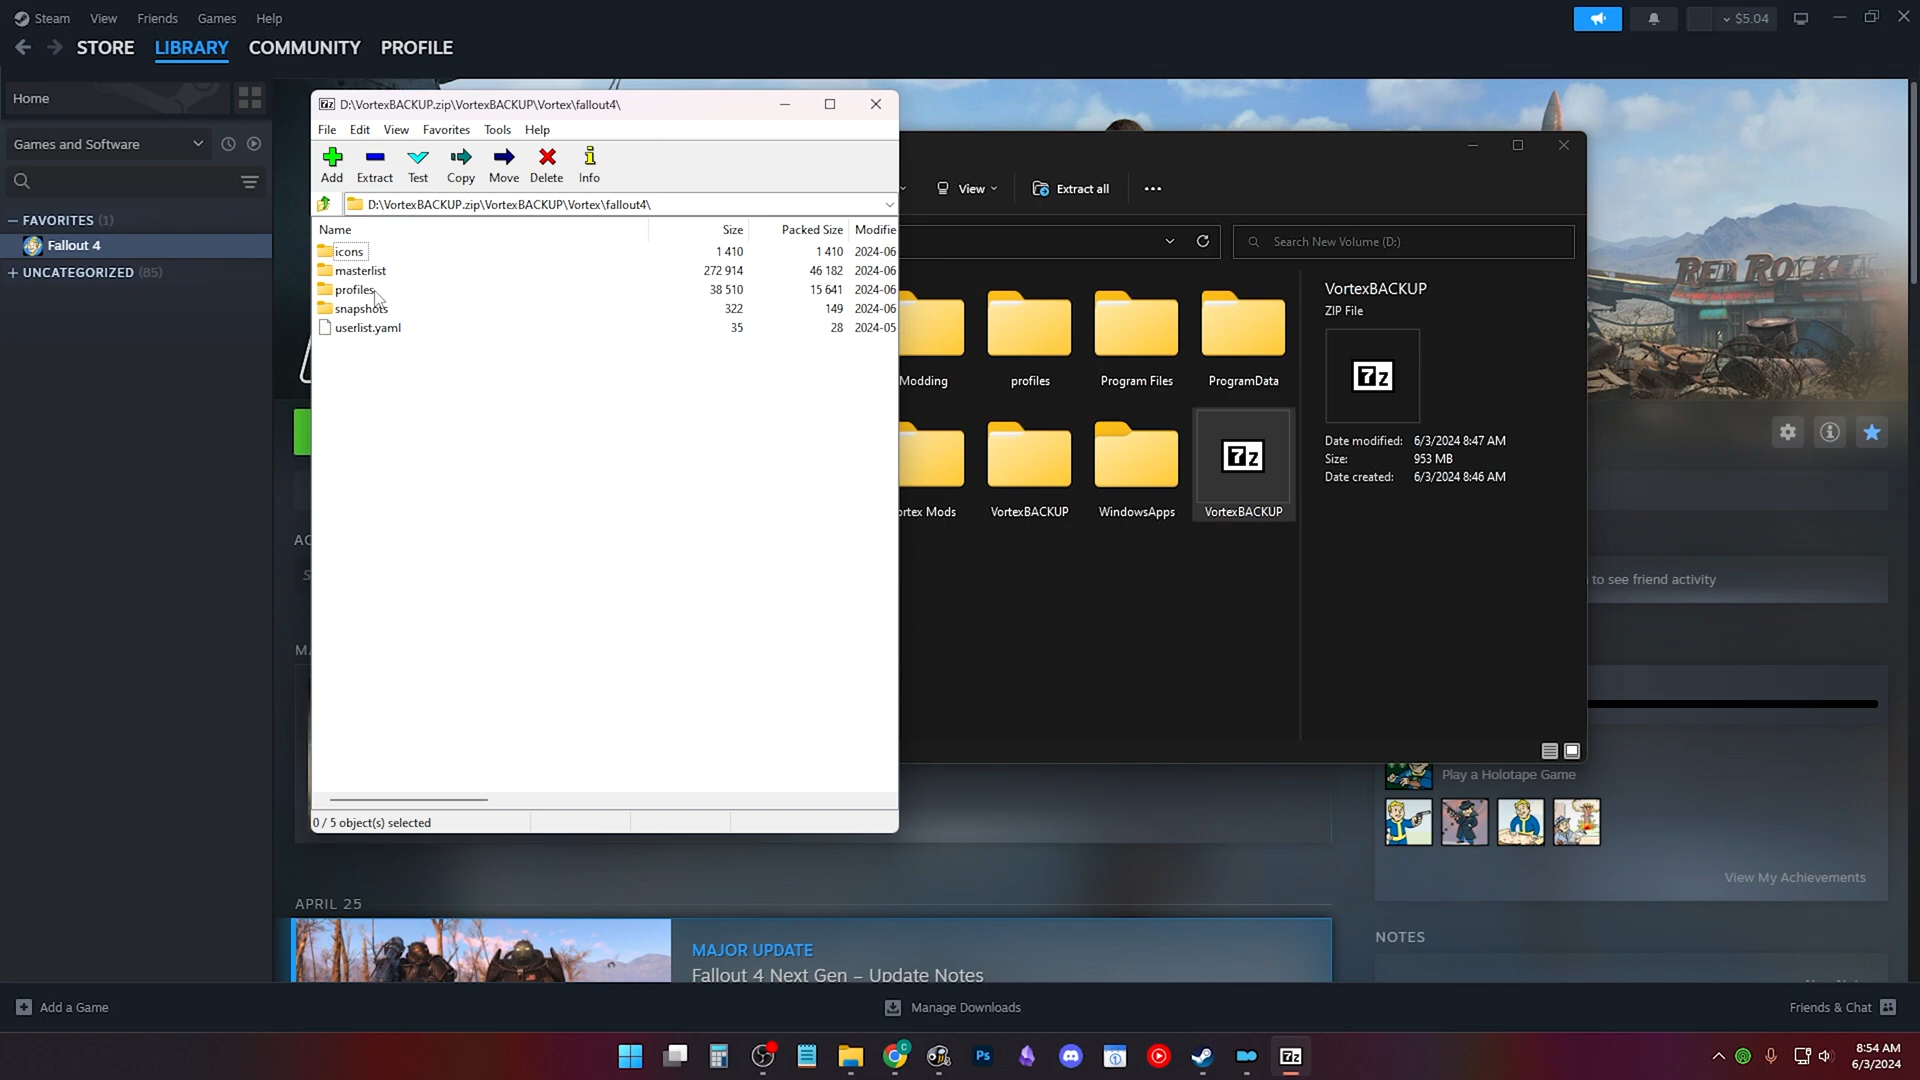 Steam View Friends Games Help
$5.04
STORE LIBRARY COMMUNITY PROFILE
Home
Games and Software
FAVORITES (1)
Fallout 4
UNCATEGORIZED (85)
D:\VortexBACKUP.zip\VortexBACKUP\Vortex\fallout4\
File Edit View Favorites Tools Help
Add Extract Test Copy Move Delete Info
D:\VortexBACKUP.zip\VortexBACKUP\Vortex\fallout4\
Name Size Packed Size Modifie
icons 1 410 1 410 2024-06
masterlist 272 914 46 182 2024-06
profiles 38 510 15 641 2024-06
snapshots 322 149 2024-06
userlist.yaml 35 28 2024-05
0 / 5 object(s) selected
View Extract all
Search New Volume (D:)
Modding profiles Program Files ProgramData
ortex Mods VortexBACKUP WindowsApps VortexBACKUP
7z
VortexBACKUP
ZIP File
7z
Date modified: 6/3/2024 8:47 AM
Size: 953 MB
Date created: 6/3/2024 8:46 AM
RED ROCKET
AC
to see friend activity
S
MA
Play a Holotape Game
View My Achievements
APRIL 25
MAJOR UPDATE
Fallout 4 Next Gen – Update Notes
NOTES
Add a Game
Manage Downloads
Friends & Chat
Ps
7z
8:54 AM
6/3/2024